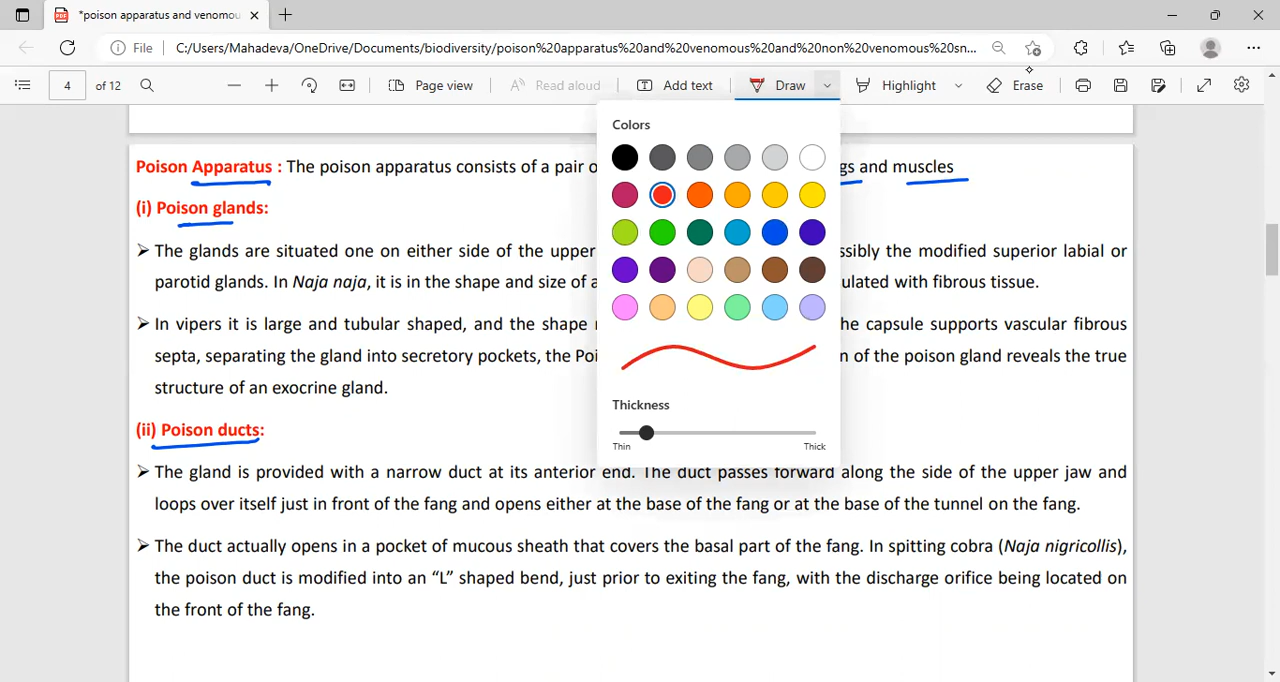 *poison apparatus and venomou
File C:/Users/Mahadeva/OneDrive/Documents/biodiversity/poison%20apparatus%20and%20venomous%20and%20non%20venomous%20sn...
4 of 12 Page view Read aloud Add text Draw Highlight Erase
Colors
Poison Apparatus : The poison apparatus consists of a pair o gs and muscles
(i) Poison glands:
➢ The glands are situated one on either side of the upper ssibly the modified superior labial or
parotid glands. In Naja naja, it is in the shape and size of a ulated with fibrous tissue.
➢ In vipers it is large and tubular shaped, and the shape he capsule supports vascular fibrous
septa, separating the gland into secretory pockets, the Poi n of the poison gland reveals the true
structure of an exocrine gland.
Thickness
Thin Thick
(ii) Poison ducts:
➢ The gland is provided with a narrow duct at its anterior end. The duct passes forward along the side of the upper jaw and
loops over itself just in front of the fang and opens either at the base of the fang or at the base of the tunnel on the fang.
➢ The duct actually opens in a pocket of mucous sheath that covers the basal part of the fang. In spitting cobra (Naja nigricollis),
the poison duct is modified into an “L” shaped bend, just prior to exiting the fang, with the discharge orifice being located on
the front of the fang.